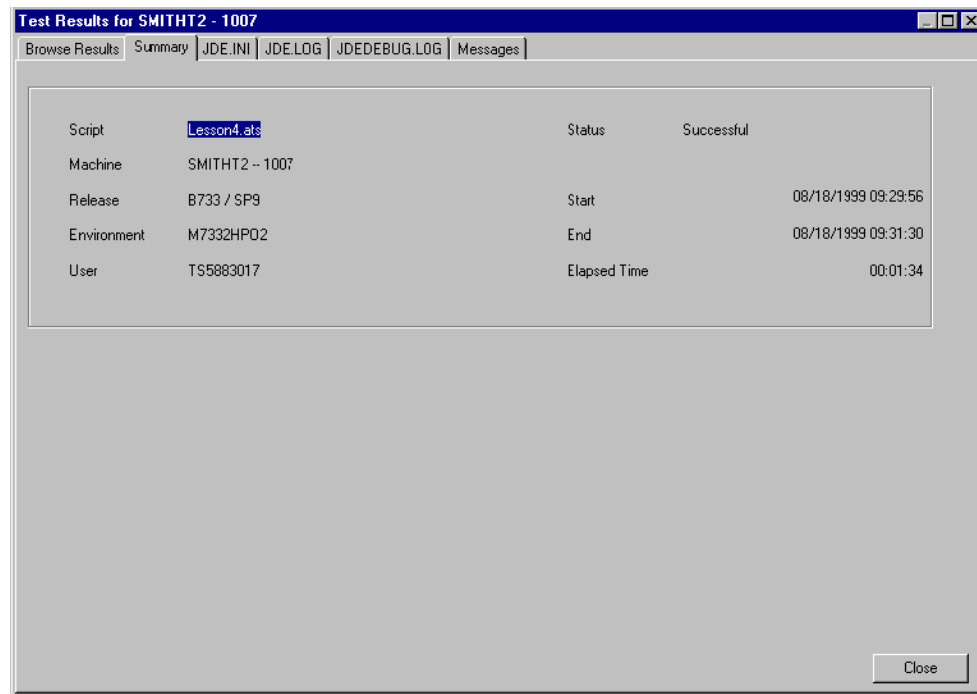 Test Results for SMITHT2 - 1007
Browse Results Summary JDE.INI JDE.LOG JDEDEBUG.LOG Messages
Script Lesson4.ats Status Successful
Machine SMITHT2 -- 1007
Release B733 / SP9 Start 08/18/1999 09:29:56
Environment M7332HPO2 End 08/18/1999 09:31:30
User TS5883017 Elapsed Time 00:01:34
Close